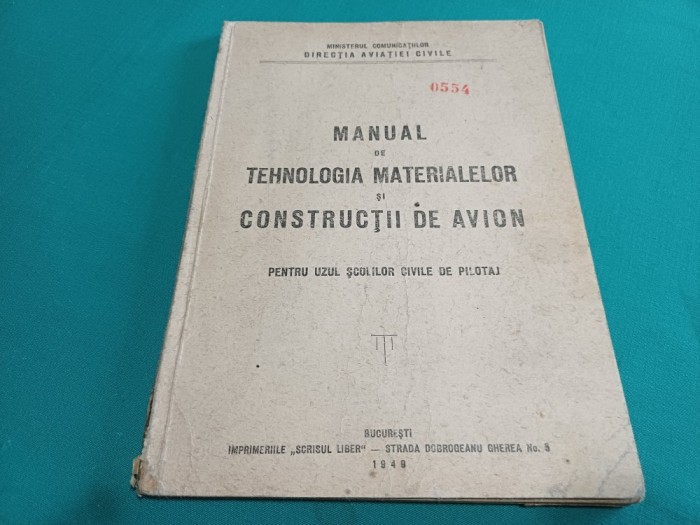 MINISTERUL COMUNICAȚIILOR
DIRECȚIA AVIAȚIEI CIVILE
0554
MANUAL
DE
TEHNOLOGIA MATERIALELOR
ȘI
CONSTRUCȚII DE AVION
PENTRU UZUL ȘCOLILOR CIVILE DE PILOTAJ
BUCUREȘTI
IMPRIMERIILE „SCRISUL LIBER" — STRADA DOBROGEANU GHEREA No. 5
1949